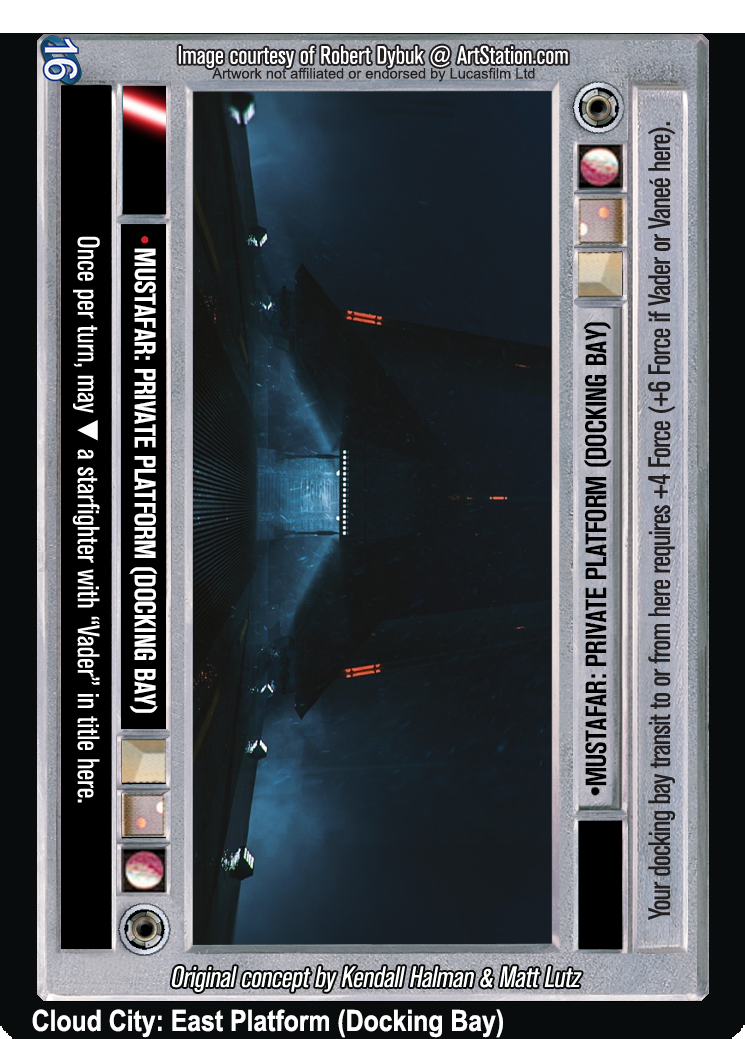 16
Image courtesy of Robert Dybuk @ ArtStation.com
Artwork not affiliated or endorsed by Lucasfilm Ltd
•MUSTAFAR: PRIVATE PLATFORM (DOCKING BAY)
Once per turn, may ▼ a starfighter with “Vader” in title here.
•MUSTAFAR: PRIVATE PLATFORM (DOCKING BAY)
Your docking bay transit to or from here requires +4 Force (+6 Force if Vader or Vaneé here).
Original concept by Kendall Halman & Matt Lutz
Cloud City: East Platform (Docking Bay)